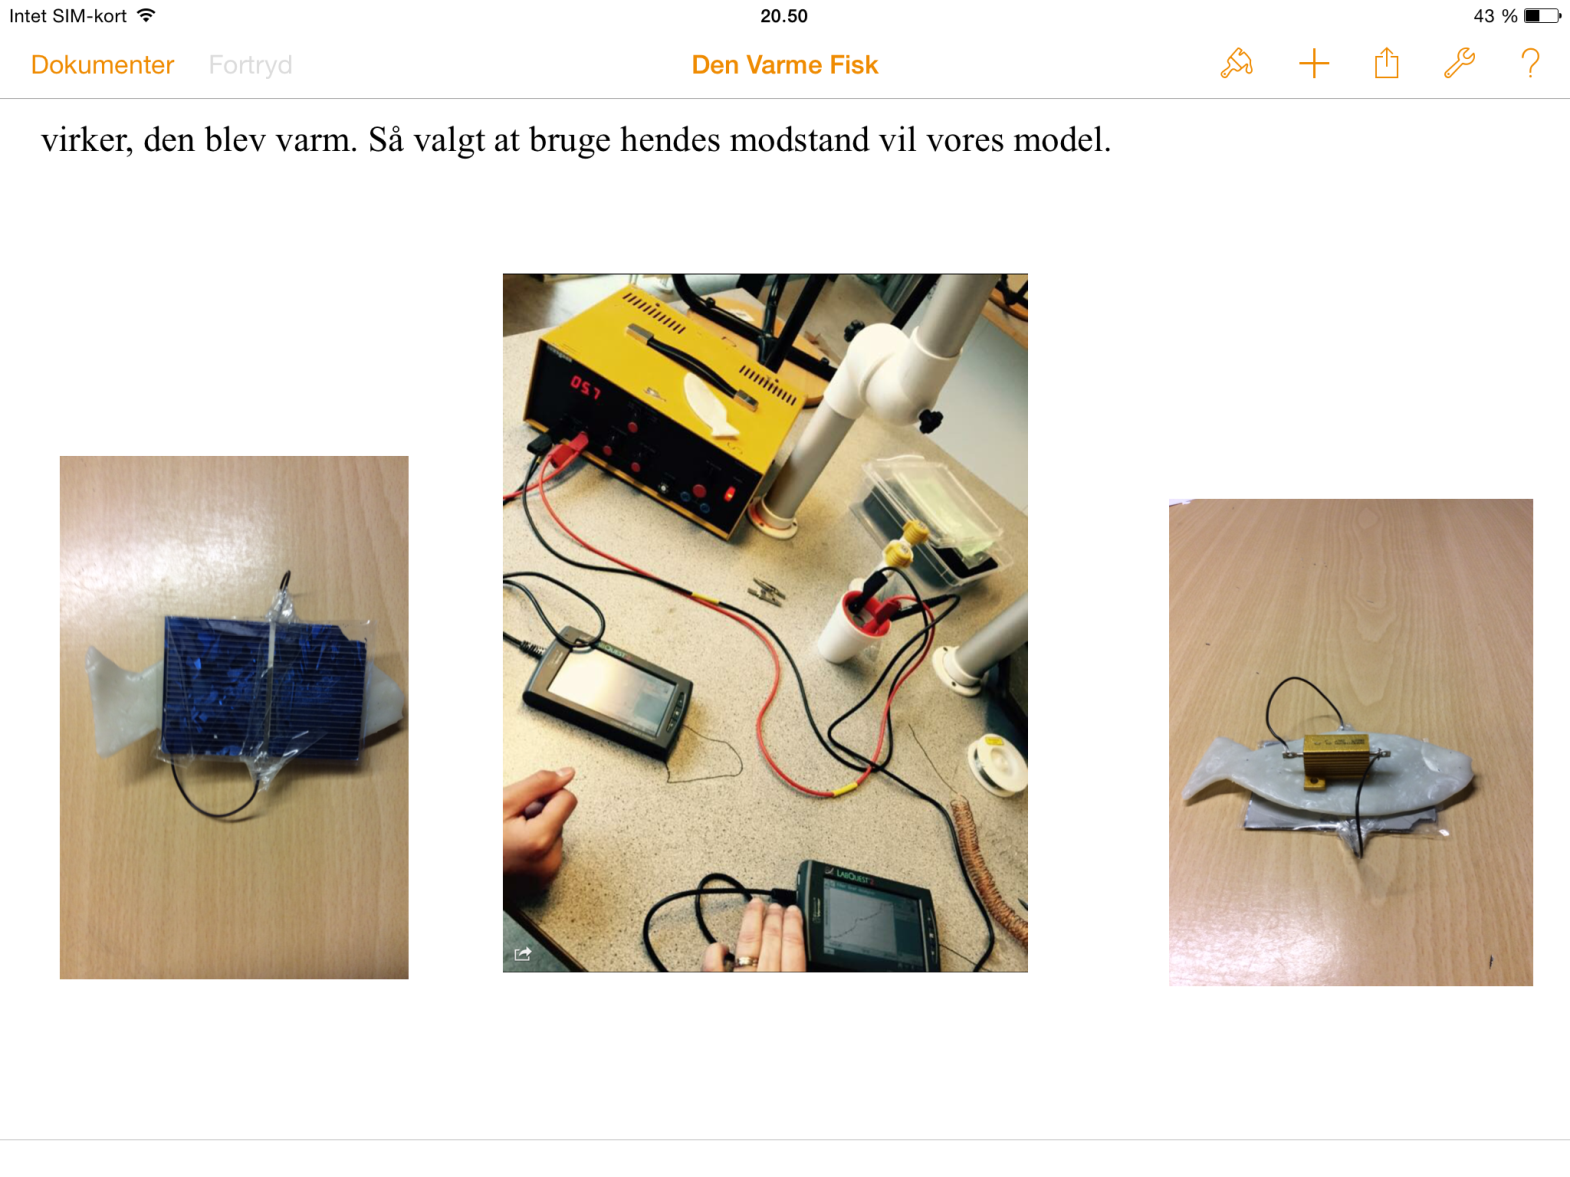 Intet SIM-kort
20.50
43 %
Dokumenter
Fortryd
Den Varme Fisk
virker, den blev varm. Så valgt at bruge hendes modstand vil vores model.
057
LABQUEST